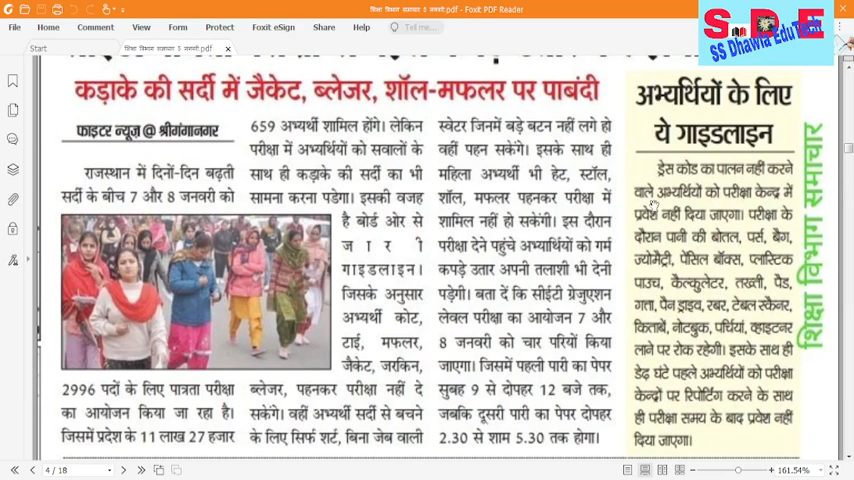 शिक्षा विभाग समाचार 5 जनवरी.pdf - Foxit PDF Reader
File Home Comment View Form Protect Foxit eSign Share Help Tell me...
Start शिक्षा विभाग समाचार 5 जनवरी.pdf
S D E
SS Dhawla EduTech
कड़ाके की सर्दी में जैकेट, ब्लेजर, शॉल-मफलर पर पाबंदी
फाइटर न्यूज़ @ श्रीगंगानगर
राजस्थान में दिनों-दिन बढ़ती
सर्दी के बीच 7 और 8 जनवरी को
2996 पदों के लिए पात्रता परीक्षा
का आयोजन किया जा रहा है।
जिसमें प्रदेश के 11 लाख 27 हजार
659 अभ्यर्थी शामिल होंगे। लेकिन
परीक्षा में अभ्यर्थियों को सवालों के
साथ ही कड़ाके की सर्दी का भी
सामना करना पडेगा। इसकी वजह
है बोर्ड ओर से
जारी
गाइडलाइन।
जिसके अनुसार
अभ्यर्थी कोट,
टाई, मफलर,
जैकेट, जरकिन,
ब्लेजर, पहनकर परीक्षा नहीं दे
सकेंगे। वहीं अभ्यर्थी सर्दी से बचने
के लिए सिर्फ शर्ट, बिना जेब वाली
स्वेटर जिनमें बड़े बटन नहीं लगे हो
वहीं पहन सकेंगे। इसके साथ ही
महिला अभ्यर्थी भी हेट, स्टॉल,
शॉल, मफलर पहनकर परीक्षा में
शामिल नहीं हो सकेंगी। इस दौरान
परीक्षा देने पहुंचे अभ्यार्थियों को गर्म
कपड़े उतार अपनी तलाशी भी देनी
पड़ेगी। बता दें कि सीईटी ग्रेजुएशन
लेवल परीक्षा का आयोजन 7 और
8 जनवरी को चार परियों किया
जाएगा। जिसमें पहली पारी का पेपर
सुबह 9 से दोपहर 12 बजे तक,
जबकि दूसरी पारी का पेपर दोपहर
2.30 से शाम 5.30 तक होगा।
अभ्यर्थियों के लिए
ये गाइडलाइन
ड्रेस कोड का पालन नहीं करने
वाले अभ्यर्थियों को परीक्षा केन्द्र में
प्रवेश नहीं दिया जाएगा। परीक्षा के
दौरान पानी की बोतल, पर्स, बैग,
ज्योमैट्री, पेंसिल बॉक्स, प्लास्टिक
पाउच, कैल्कुलेटर, तख्ती, पैड,
गत्ता, पैन ड्राइव, रबर, टेबल स्कैनर,
किताबें, नोटबुक, पर्चियां, व्हाइटनर
लाने पर रोक रहेगी। इसके साथ ही
डेढ़ घंटे पहले अभ्यर्थियों को परीक्षा
केन्द्रों पर रिपोर्टिंग करने के साथ
ही परीक्षा समय के बाद प्रवेश नहीं
दिया जाएगा।
शिक्षा विभाग समाचार
4 / 18 161.54%